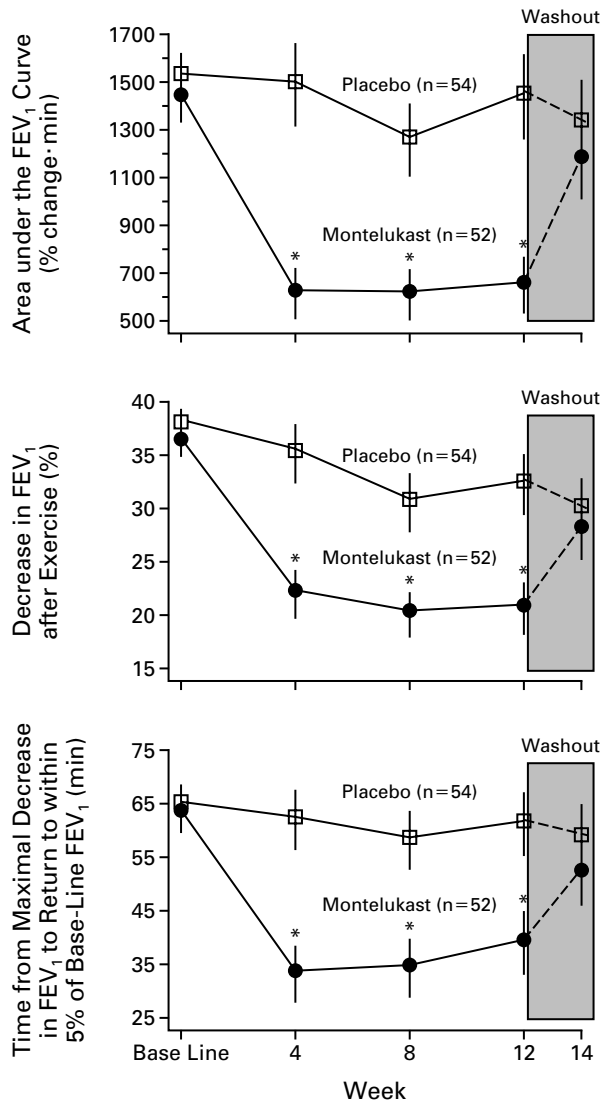 Washout
Area under the FEV1 Curve
(% change·min)
1700
1500
1300
1100
900
700
500
Placebo (n=54)
Montelukast (n=52)
*
*
*
Washout
Decrease in FEV1
after Exercise (%)
40
35
30
25
20
15
Placebo (n=54)
Montelukast (n=52)
*
*
*
Washout
Time from Maximal Decrease
in FEV1 to Return to within
5% of Base-Line FEV1 (min)
75
65
55
45
35
25
Placebo (n=54)
Montelukast (n=52)
*
*
*
Base Line 4 8 12 14
Week